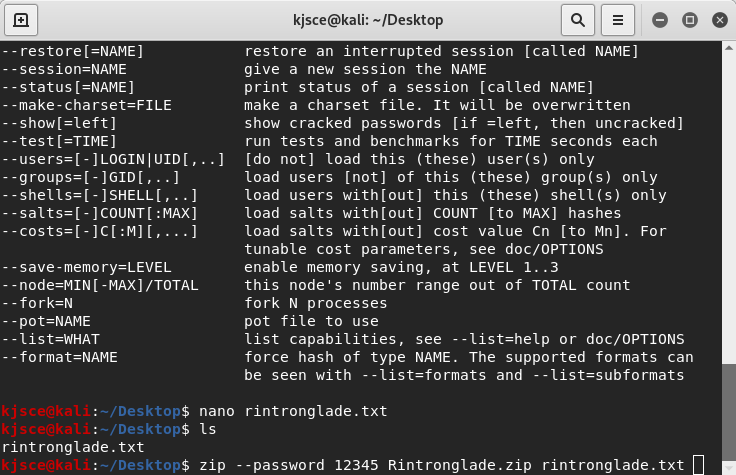 kjsce@kali: ~/Desktop
--restore[=NAME] restore an interrupted session [called NAME]
--session=NAME give a new session the NAME
--status[=NAME] print status of a session [called NAME]
--make-charset=FILE make a charset file. It will be overwritten
--show[=left] show cracked passwords [if =left, then uncracked]
--test[=TIME] run tests and benchmarks for TIME seconds each
--users=[-]LOGIN|UID[,..] [do not] load this (these) user(s) only
--groups=[-]GID[,..] load users [not] of this (these) group(s) only
--shells=[-]SHELL[,..] load users with[out] this (these) shell(s) only
--salts=[-]COUNT[:MAX] load salts with[out] COUNT [to MAX] hashes
--costs=[-]C[:M][,...] load salts with[out] cost value Cn [to Mn]. For
tunable cost parameters, see doc/OPTIONS
--save-memory=LEVEL enable memory saving, at LEVEL 1..3
--node=MIN[-MAX]/TOTAL this node's number range out of TOTAL count
--fork=N fork N processes
--pot=NAME pot file to use
--list=WHAT list capabilities, see --list=help or doc/OPTIONS
--format=NAME force hash of type NAME. The supported formats can
be seen with --list=formats and --list=subformats
kjsce@kali:~/Desktop$ nano rintronglade.txt
kjsce@kali:~/Desktop$ ls
rintronglade.txt
kjsce@kali:~/Desktop$ zip --password 12345 Rintronglade.zip rintronglade.txt